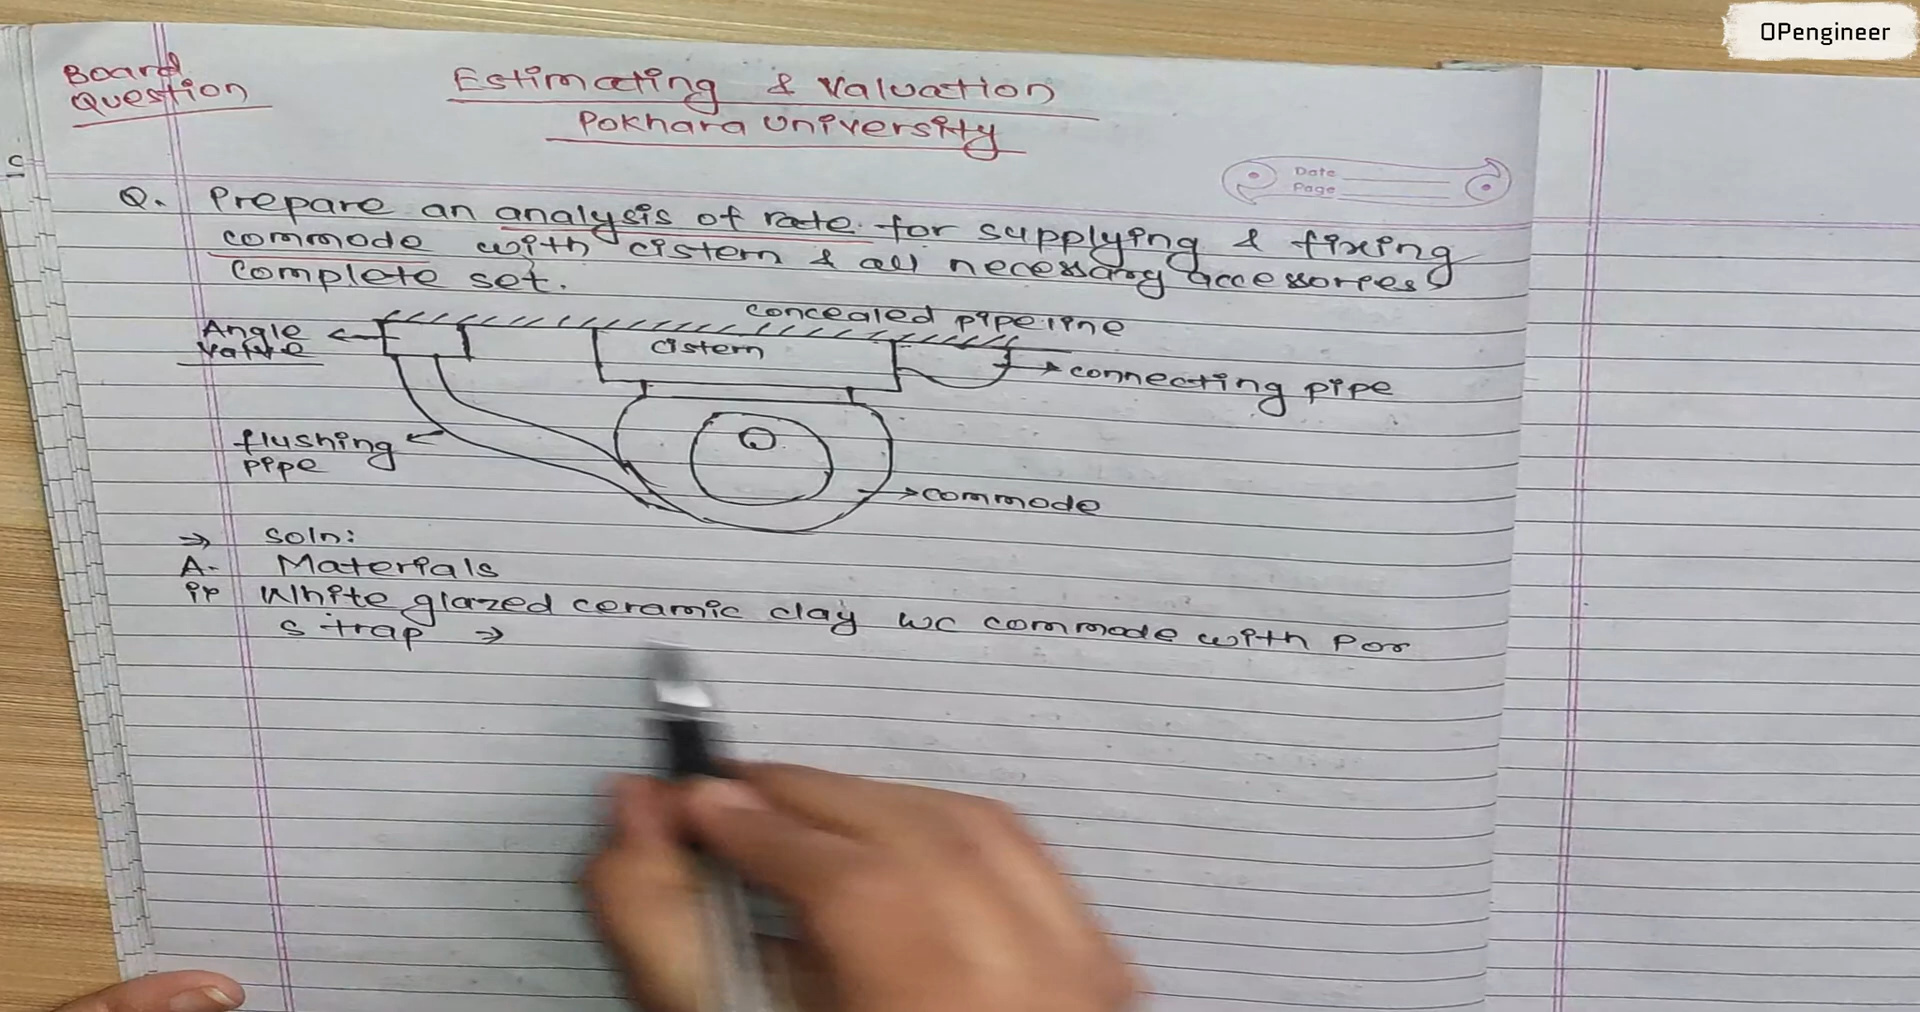 OPengineer
Board
Question
Estimating & Valuation
Pokhara University
Date
Page
Q. Prepare an analysis of rate for supplying & fixing
commode with cistern & all necessary accessories
complete set.
concealed pipeline
Angle
valve
cistern
connecting pipe
flushing
pipe
commode
Soln:
A. Materials
White glazed ceramic clay wc commode with P or
S trap ⇒